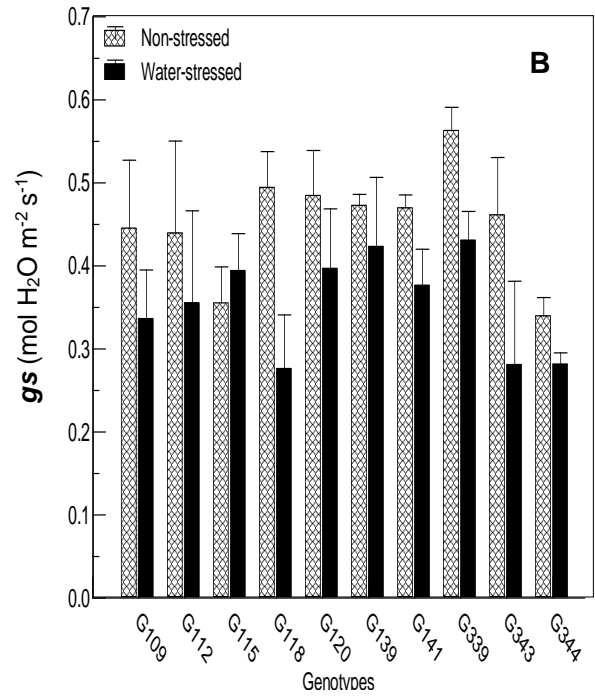 0.7
Non-stressed
B
Water-stressed
0.6
0.5
0.4
0.3
0.2
0.1
0.0
gs (mol H₂O m⁻² s⁻¹)
G109
G112
G115
G118
G120
G139
G141
G339
G343
G344
Genotypes